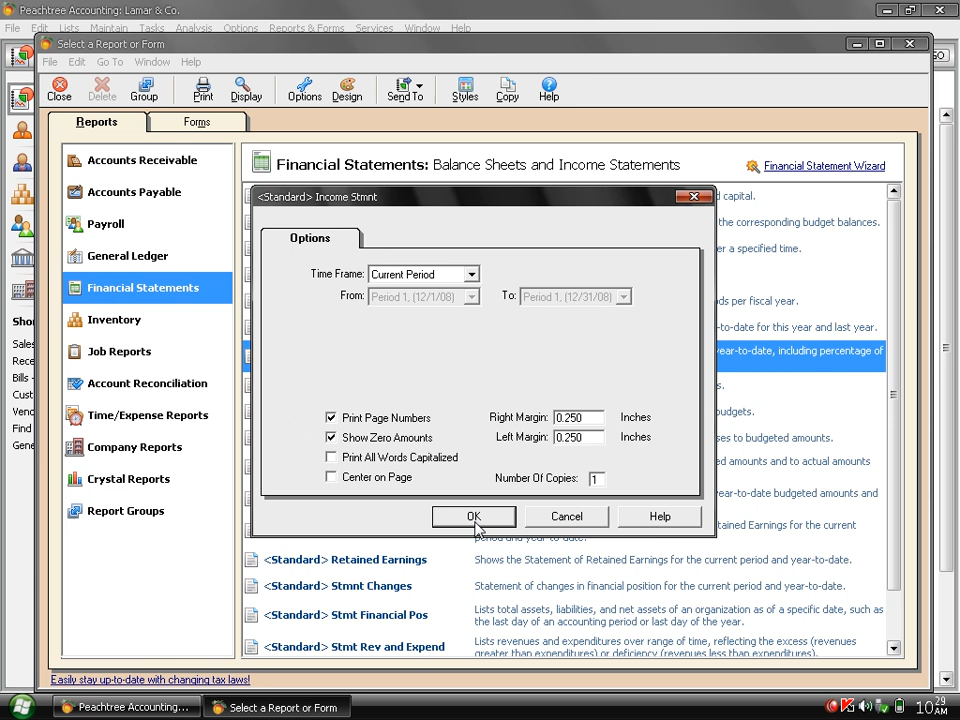 Peachtree Accounting: Lamar & Co.
File Edit Lists Maintain Tasks Analysis Options Reports & Forms Services Window Help
Select a Report or Form
File Edit Go To Window Help
Close Delete Group Print Display Options Design Send To Styles Copy Help
Reports Forms
Accounts Receivable
Accounts Payable
Payroll
General Ledger
Financial Statements
Inventory
Job Reports
Account Reconciliation
Time/Expense Reports
Company Reports
Crystal Reports
Report Groups
Sho
Sales
Rece
Bills -
Cust
Venc
Find
Gene
Financial Statements: Balance Sheets and Income Statements
Financial Statement Wizard
d capital.
the corresponding budget balances.
er a specified time.
ds per fiscal year.
-to-date for this year and last year.
year-to-date, including percentage of
s.
udgets.
ses to budgeted amounts.
ed amounts and to actual amounts
year-to-date budgeted amounts and
tained Earnings for the current
period and year-to-date.
<Standard> Income Stmnt
Options
Time Frame: Current Period
From: Period 1, (12/1/08) To: Period 1, (12/31/08)
Print Page Numbers
Show Zero Amounts
Print All Words Capitalized
Center on Page
Right Margin: 0.250 Inches
Left Margin: 0.250 Inches
Number Of Copies: 1
OK Cancel Help
<Standard> Retained Earnings Shows the Statement of Retained Earnings for the current period and year-to-date.
<Standard> Stmnt Changes Statement of changes in financial position for the current period and year-to-date.
<Standard> Stmt Financial Pos Lists total assets, liabilities, and net assets of an organization as of a specific date, such as
the last day of an accounting period or last day of the year.
<Standard> Stmt Rev and Expend Lists revenues and expenditures over range of time, reflecting the excess (revenues
greater than expenditures) or deficiency (revenues less than expenditures).
Easily stay up-to-date with changing tax laws!
Peachtree Accounting:... Select a Report or Form
10 29 AM